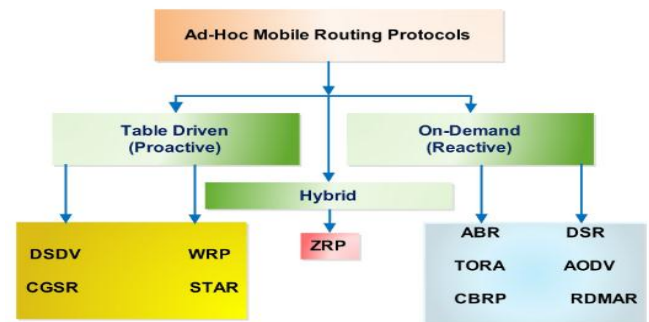 Ad-Hoc Mobile Routing Protocols
Table Driven
(Proactive)
On-Demand
(Reactive)
Hybrid
ZRP
DSDV WRP
CGSR STAR
ABR DSR
TORA AODV
CBRP RDMAR